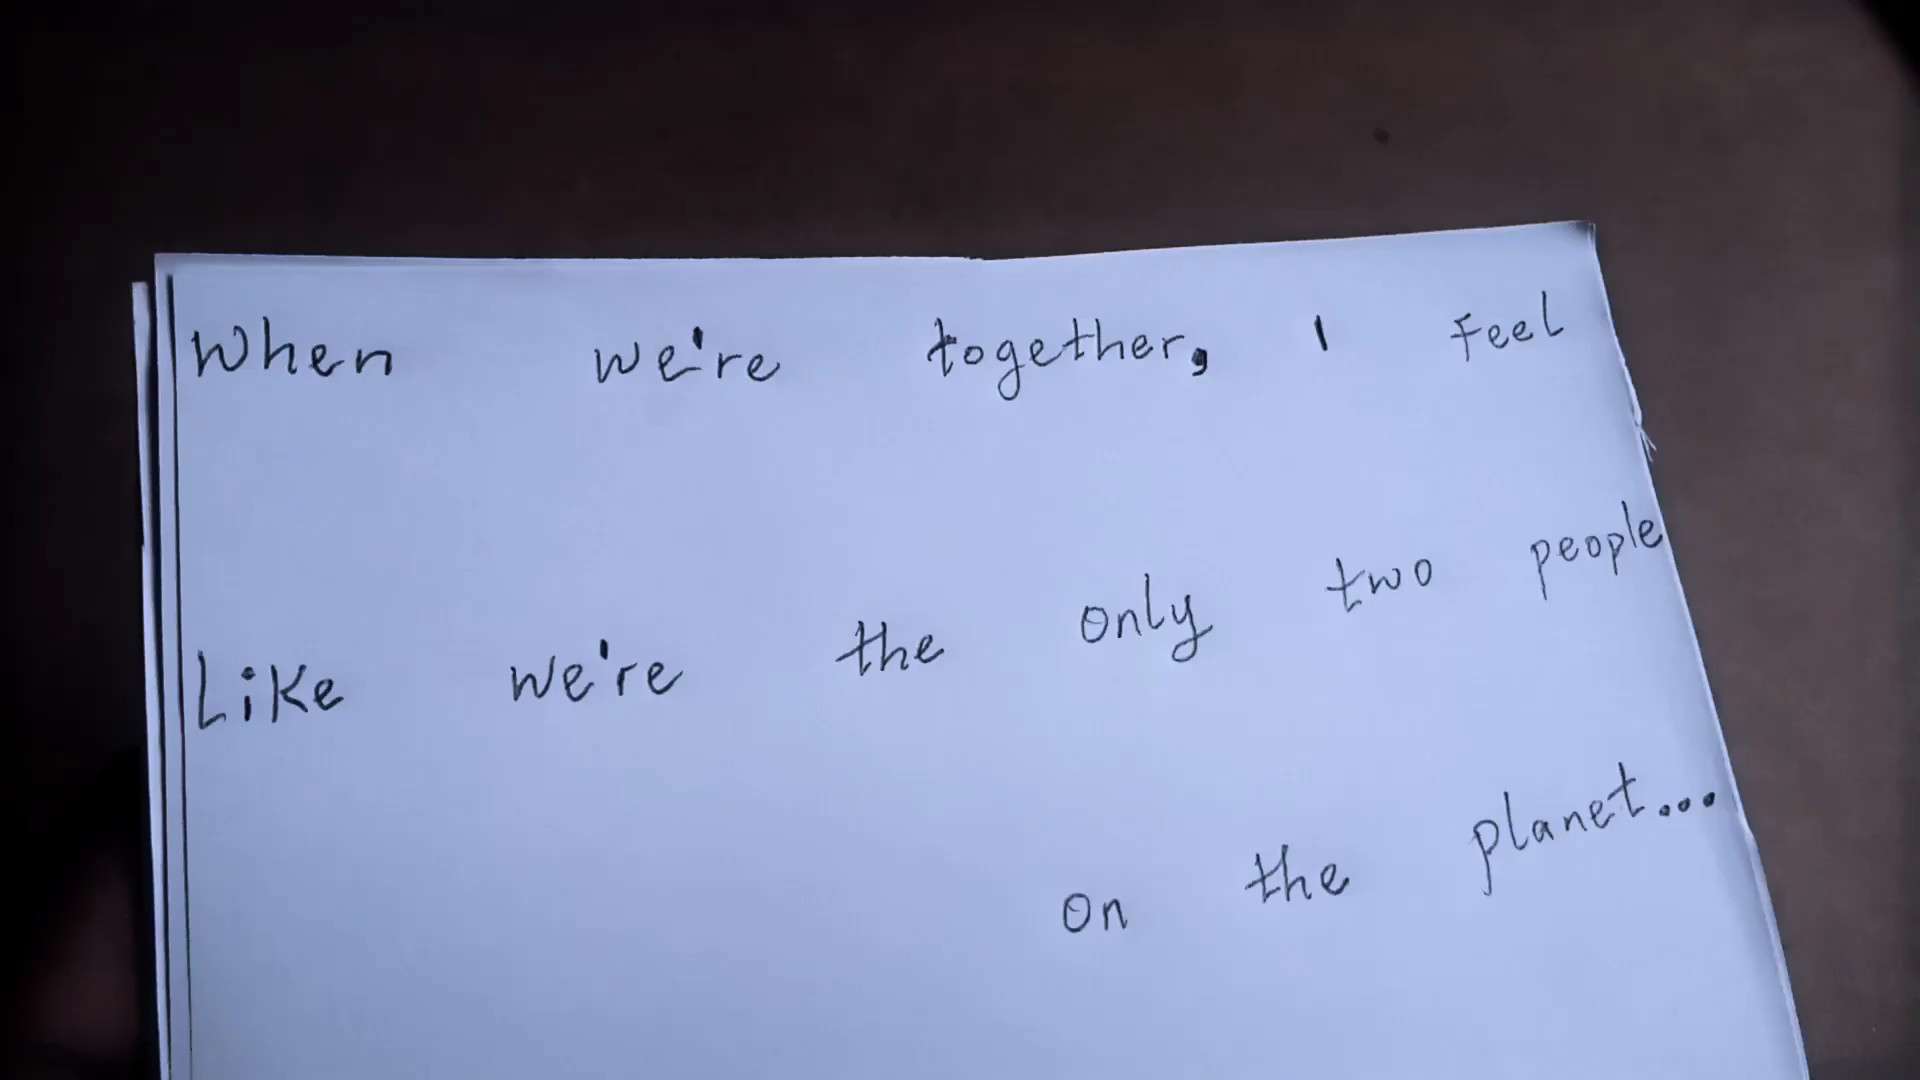 When we're together, I Feel
Like we're the only two people
on the planet...